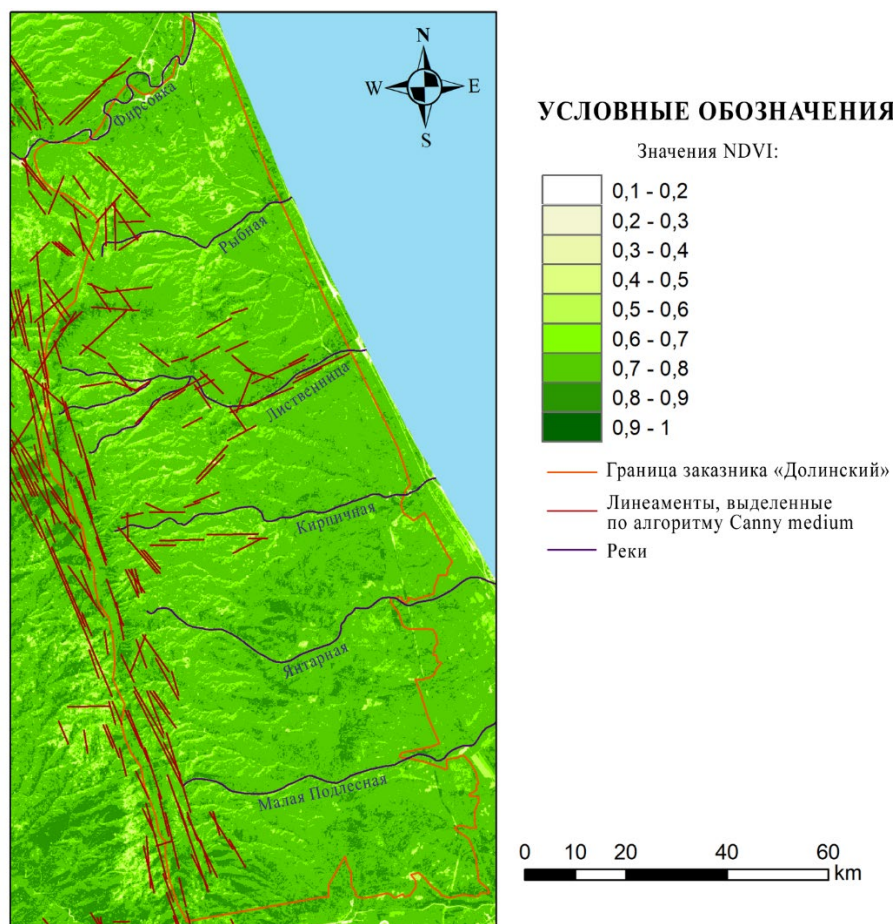 N
W E
S
Фирсовка
Рыбная
Лиственница
Кирпичная
Янтарная
Малая Подлесная
УСЛОВНЫЕ ОБОЗНАЧЕНИЯ
Значения NDVI:
0,1 - 0,2
0,2 - 0,3
0,3 - 0,4
0,4 - 0,5
0,5 - 0,6
0,6 - 0,7
0,7 - 0,8
0,8 - 0,9
0,9 - 1
Граница заказника «Долинский»
Линеаменты, выделенные
по алгоритму Canny medium
Реки
0 10 20 40 60
km